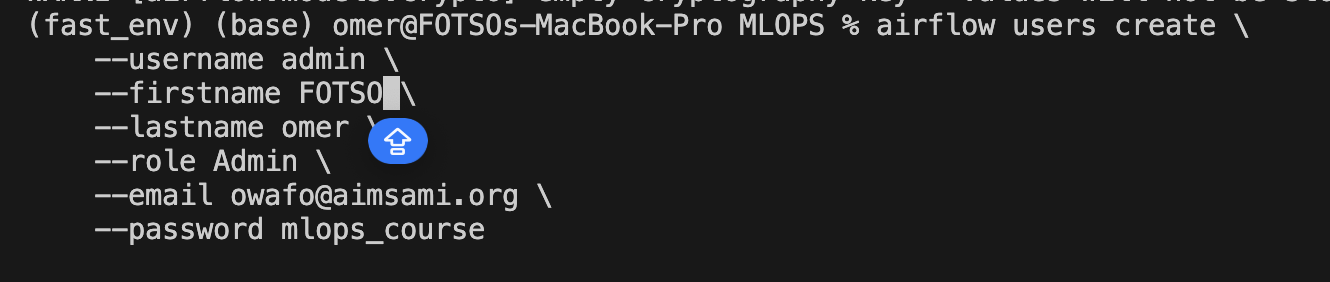 (fast_env) (base) omer@FOTSOs-MacBook-Pro MLOPS % airflow users create \
    --username admin \
    --firstname FOTSO \
    --lastname omer \
    --role Admin \
    --email owafo@aimsami.org \
    --password mlops_course